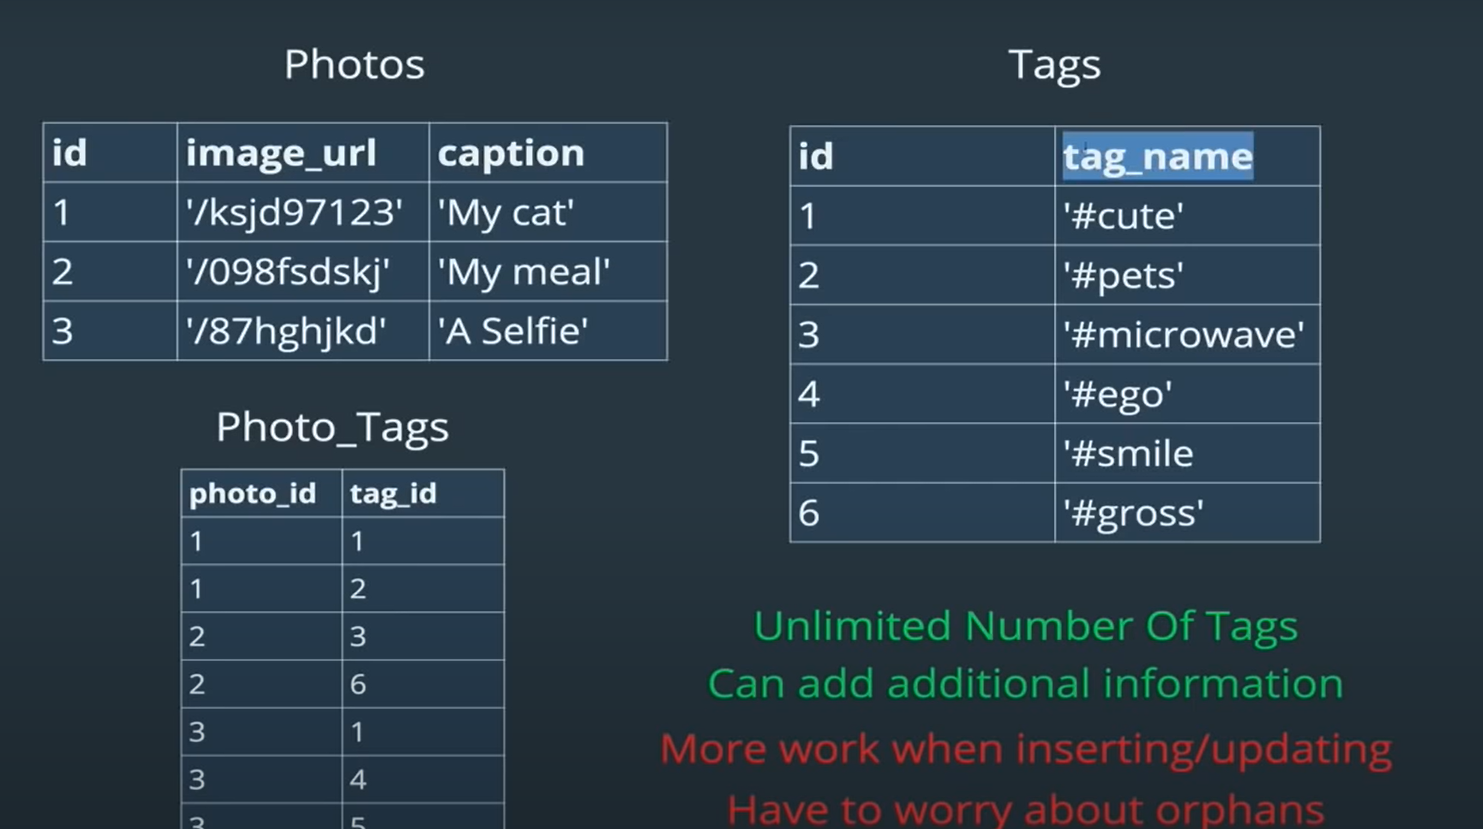 Photos
id image_url caption
1 '/ksjd97123' 'My cat'
2 '/098fsdskj' 'My meal'
3 '/87hghjkd' 'A Selfie'
Photo_Tags
photo_id tag_id
1 1
1 2
2 3
2 6
3 1
3 4
3 5
Tags
id tag_name
1 '#cute'
2 '#pets'
3 '#microwave'
4 '#ego'
5 '#smile
6 '#gross'
Unlimited Number Of Tags
Can add additional information
More work when inserting/updating
Have to worry about orphans